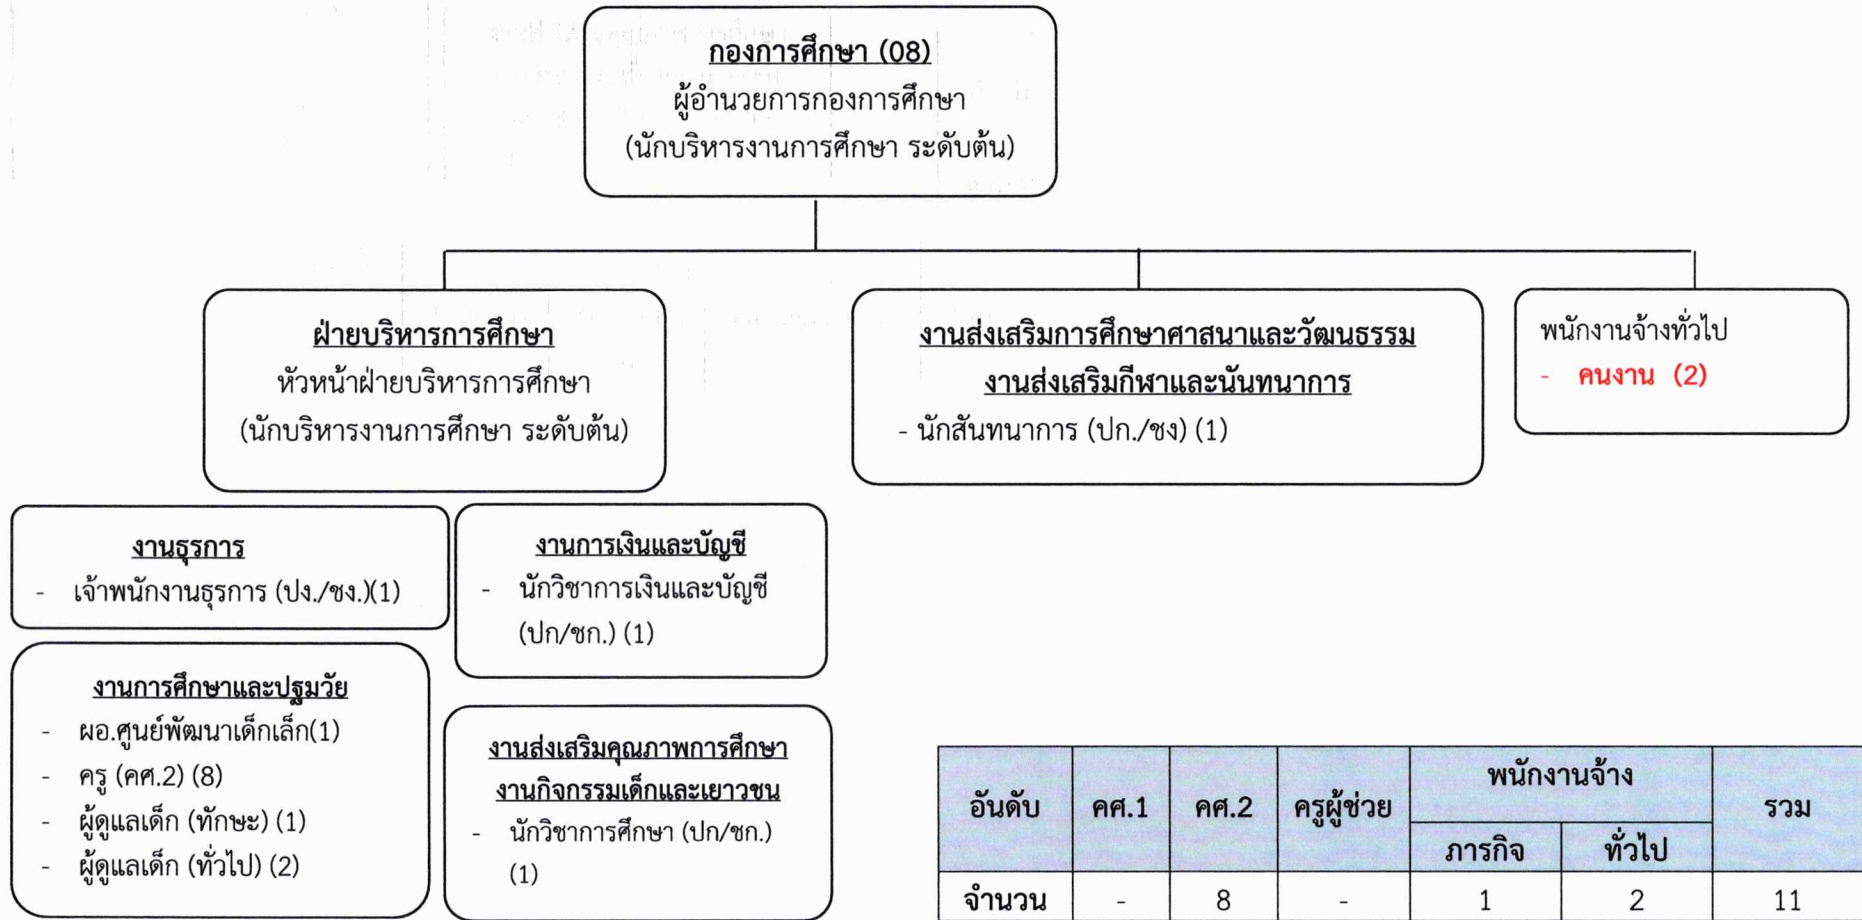 กองการศึกษา (08)
ผู้อำนวยการกองการศึกษา
(นักบริหารงานการศึกษา ระดับต้น)
ฝ่ายบริหารการศึกษา
หัวหน้าฝ่ายบริหารการศึกษา
(นักบริหารงานการศึกษา ระดับต้น)
งานส่งเสริมการศึกษาศาสนาและวัฒนธรรม
งานส่งเสริมกีฬาและนันทนาการ
- นักสันทนาการ (ปก./ชง) (1)
พนักงานจ้างทั่วไป
- คนงาน (2)
งานธุรการ
- เจ้าพนักงานธุรการ (ปง./ชง.)(1)
งานการเงินและบัญชี
- นักวิชาการเงินและบัญชี
(ปก/ชก.) (1)
งานการศึกษาและปฐมวัย
- ผอ.ศูนย์พัฒนาเด็กเล็ก(1)
- ครู (คศ.2) (8)
- ผู้ดูแลเด็ก (ทักษะ) (1)
- ผู้ดูแลเด็ก (ทั่วไป) (2)
งานส่งเสริมคุณภาพการศึกษา
งานกิจกรรมเด็กและเยาวชน
- นักวิชาการศึกษา (ปก/ชก.)
(1)
อันดับ คศ.1 คศ.2 ครูผู้ช่วย พนักงานจ้าง รวม
ภารกิจ ทั่วไป
จำนวน - 8 - 1 2 11